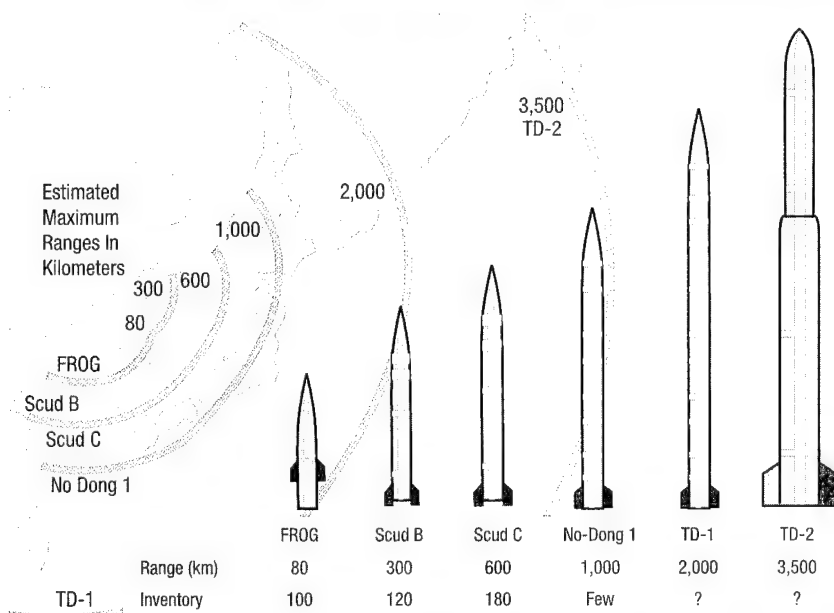 3,500
TD-2
Estimated
Maximum
Ranges In
Kilometers
2,000
1,000
300 600
80
FROG
Scud B
Scud C
No Dong 1
FROG Scud B Scud C No-Dong 1 TD-1 TD-2
Range (km) 80 300 600 1,000 2,000 3,500
TD-1 Inventory 100 120 180 Few ? ?